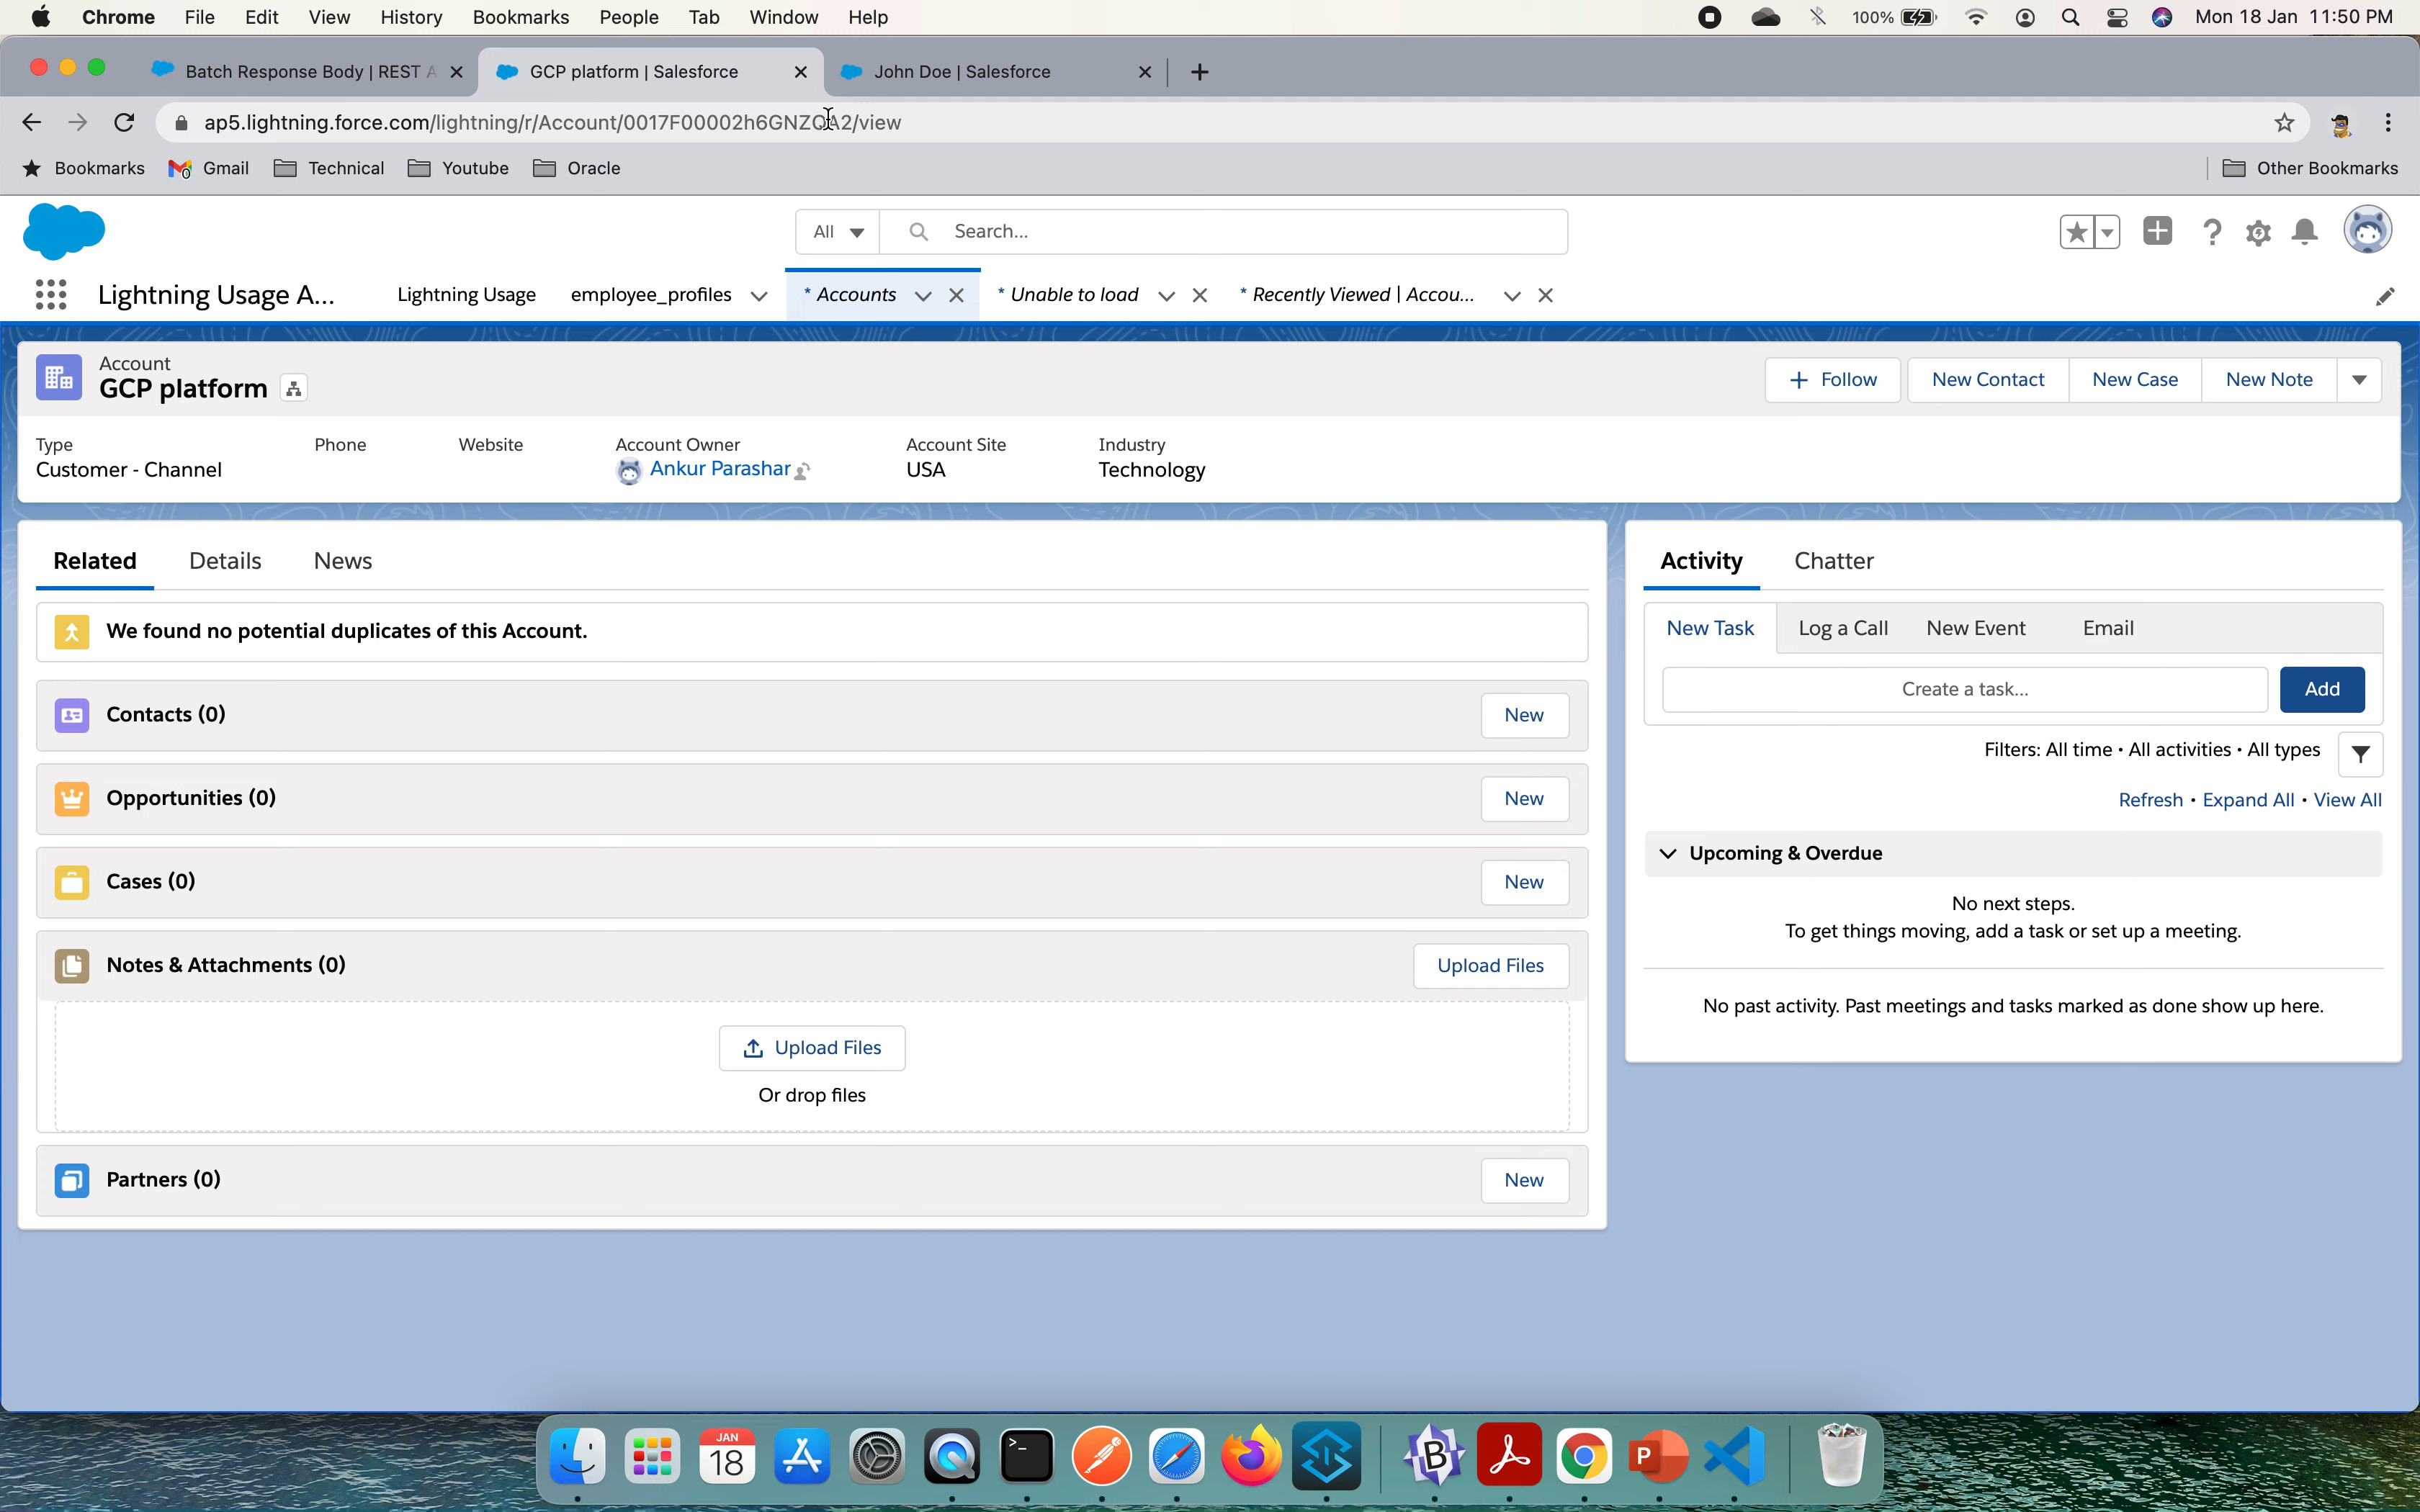 Chrome File Edit View History Bookmarks People Tab Window Help 100% Mon 18 Jan 11:50 PM
Batch Response Body | REST A GCP platform | Salesforce John Doe | Salesforce
ap5.lightning.force.com/lightning/r/Account/0017F00002h6GNZQA2/view
Bookmarks Gmail Technical Youtube Oracle Other Bookmarks
All Search...
Lightning Usage A... Lightning Usage employee_profiles * Accounts * Unable to load * Recently Viewed | Accou...
Account
GCP platform
+ Follow New Contact New Case New Note
Type Phone Website Account Owner Account Site Industry
Customer - Channel Ankur Parashar USA Technology
Related Details News
We found no potential duplicates of this Account.
Contacts (0) New
Opportunities (0) New
Cases (0) New
Notes & Attachments (0) Upload Files
Upload Files
Or drop files
Partners (0) New
Activity Chatter
New Task Log a Call New Event Email
Create a task... Add
Filters: All time • All activities • All types
Refresh • Expand All • View All
Upcoming & Overdue
No next steps.
To get things moving, add a task or set up a meeting.
No past activity. Past meetings and tasks marked as done show up here.
JAN
18
>_
B
P